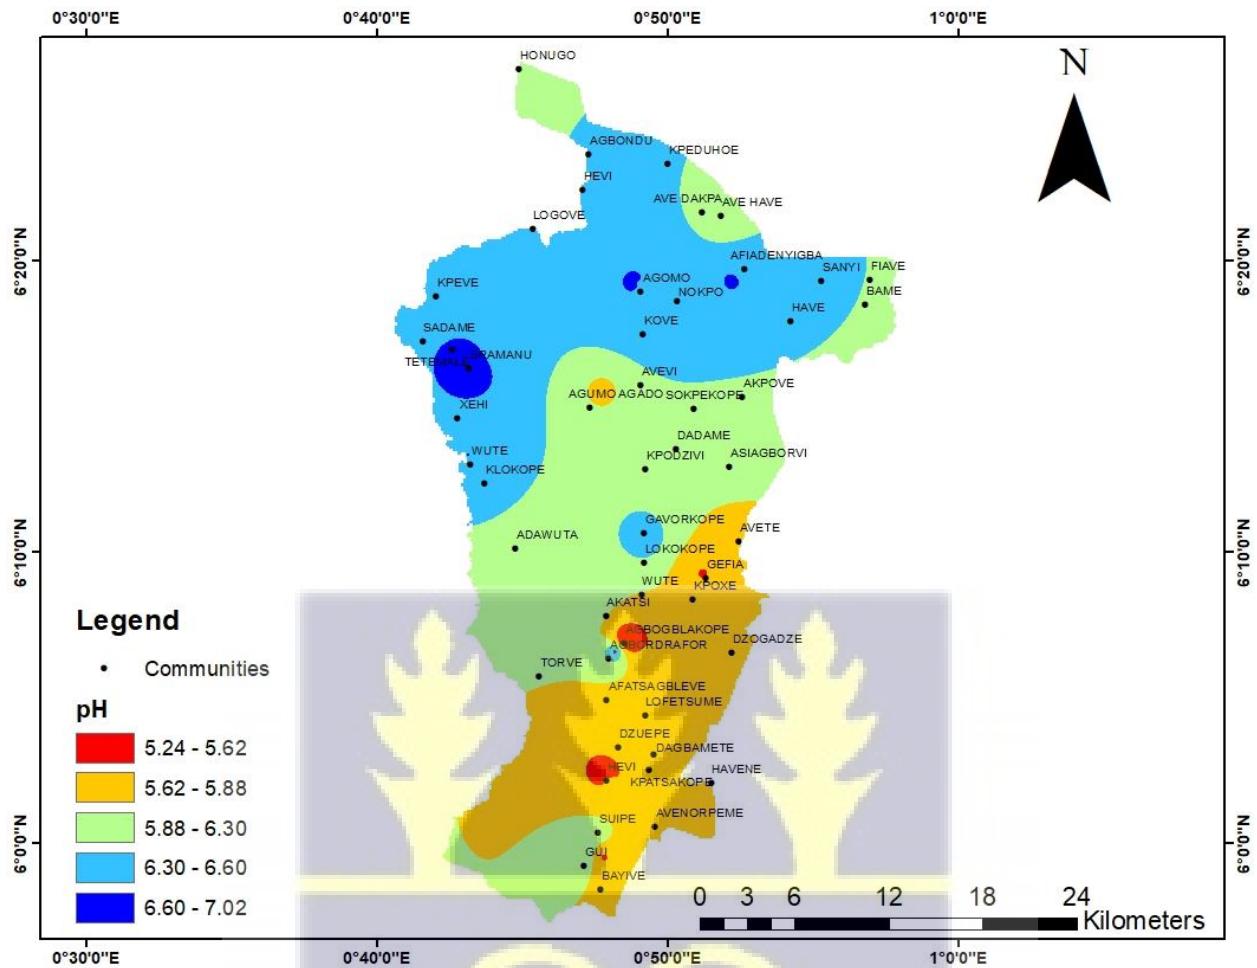 0°30'0"E 0°40'0"E 0°50'0"E 1°0'0"E
HONUGO
N
AGBONDU
KPEDUHOE
HEVI
AVE DAKPA AVE HAVE
LOGOVE
6°20'0"N 6°20'0"N
AFIADENYIGBA
SANYI FIAVE
KPEVE AGOMO
NOKPO BAME
HAVE
SADAME KOVE
AVEVI
XEHI
AGUMO AGADO SOKPEKOPE AKPOVE
DADAME
WUTE KPODZIVI ASIAGBORVI
KLOKOPE
GAVORKOPE
ADAWUTA AVETE
6°10'0"N 6°10'0"N
LOKOKOPE
GEFIA
WUTE KPOXE
AKATSI
Legend
AGBOGBLAKOPE
AGBORDRAFOR DZOGADZE
Communities
TORVE
AFATSAGBLEVE
LOFETSUME
pH
DZUEPE
5.24 - 5.62
DAGBAMETE
HEVI HAVENE
KPATSAKOPE
5.62 - 5.88
AVENORPEME
SUIPE
5.88 - 6.30
6°0'0"N 6°0'0"N
GUI
6.30 - 6.60
BAYIVE
6.60 - 7.02
0 3 6 12 18 24
Kilometers
0°30'0"E 0°40'0"E 0°50'0"E 1°0'0"E